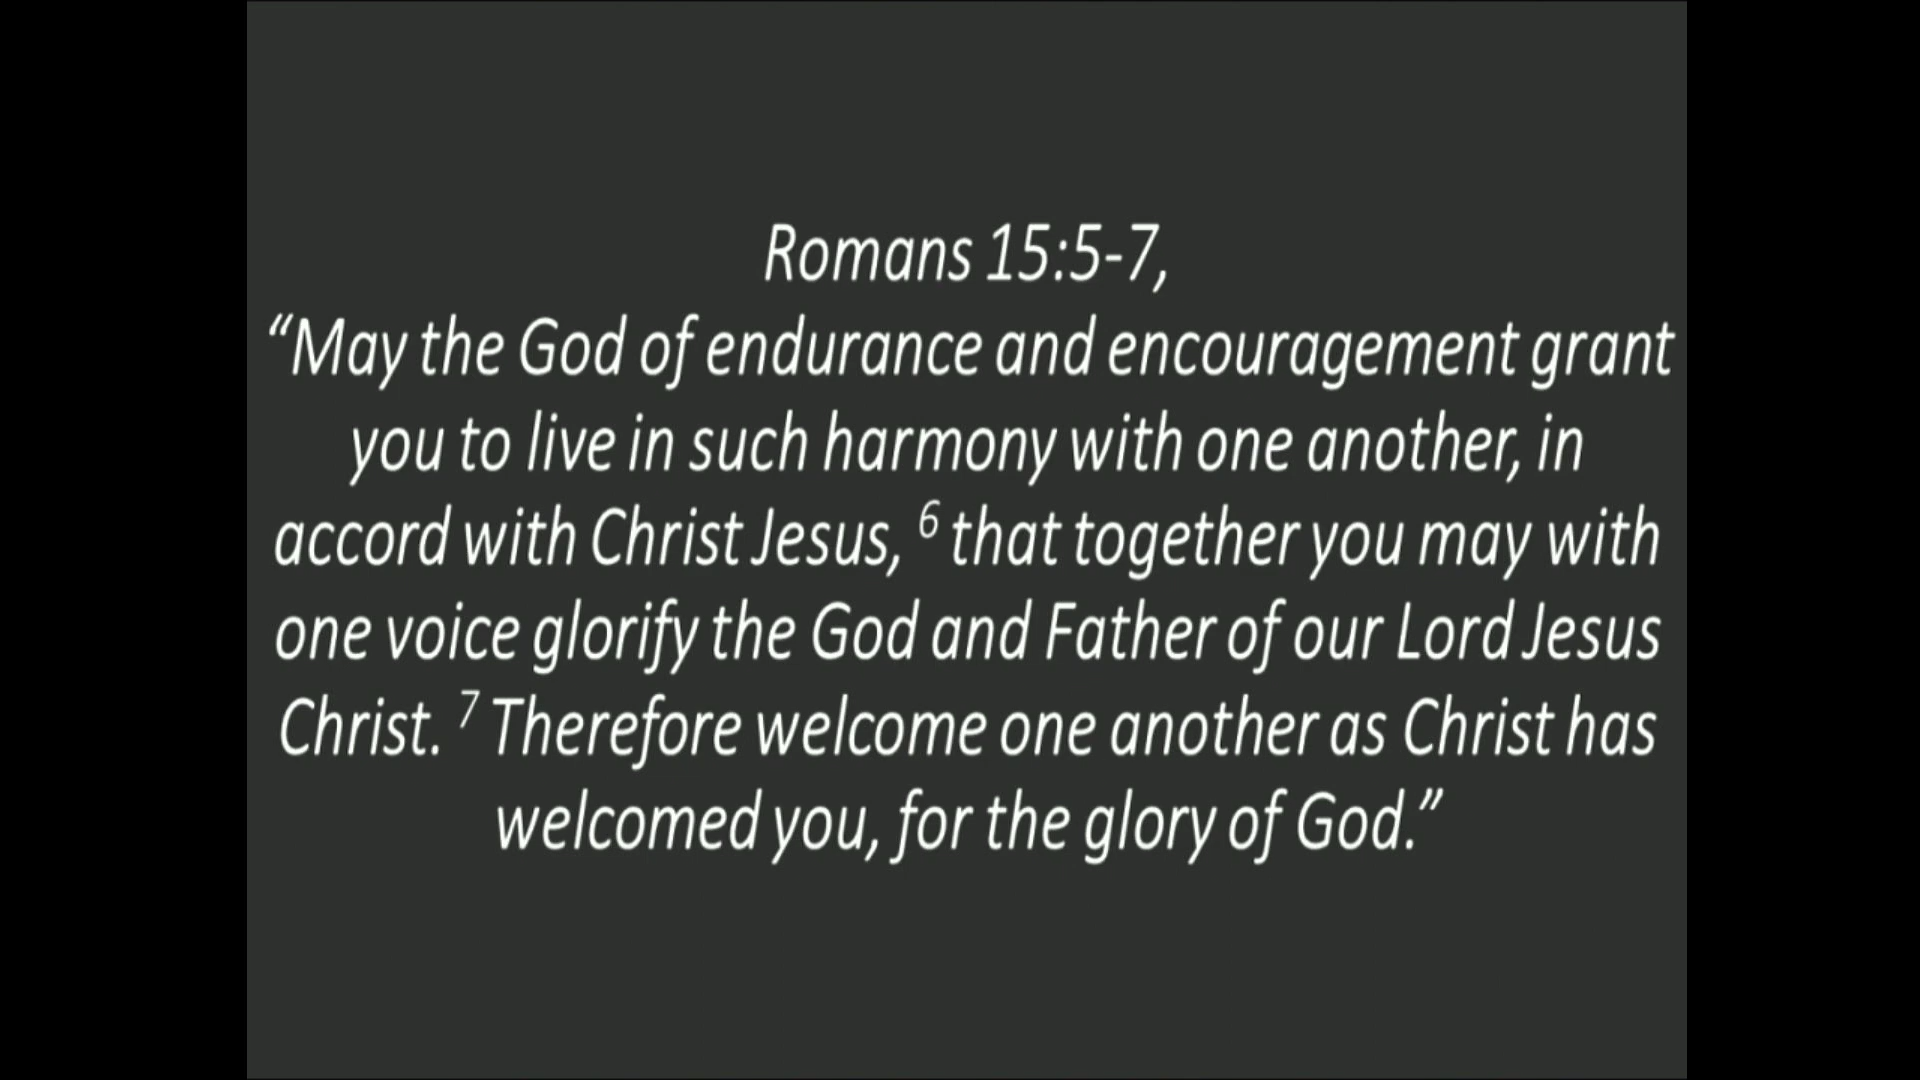 Romans 15:5-7,
“May the God of endurance and encouragement grant
you to live in such harmony with one another, in
accord with Christ Jesus, ⁶ that together you may with
one voice glorify the God and Father of our Lord Jesus
Christ. ⁷ Therefore welcome one another as Christ has
welcomed you, for the glory of God.”